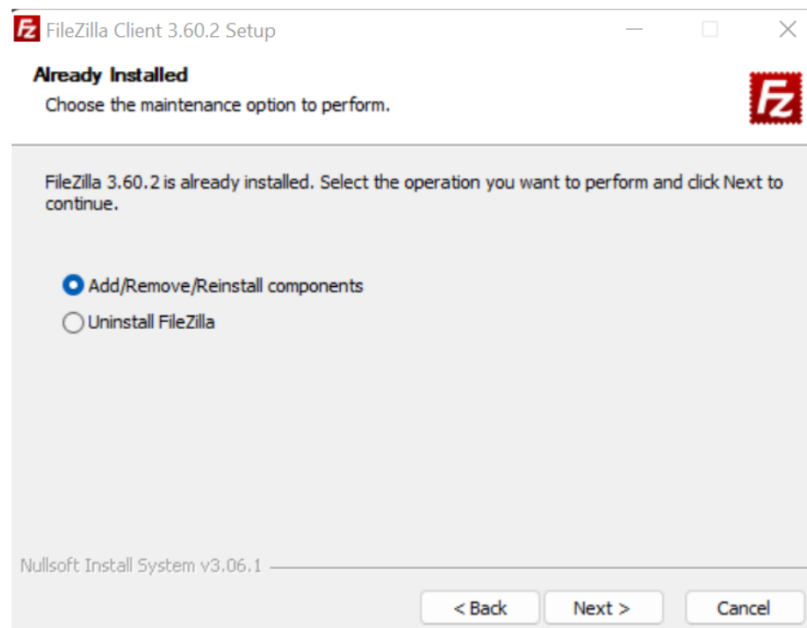 FileZilla Client 3.60.2 Setup
Already Installed
Choose the maintenance option to perform.
FileZilla 3.60.2 is already installed. Select the operation you want to perform and click Next to
continue.
Add/Remove/Reinstall components
Uninstall FileZilla
Nullsoft Install System v3.06.1
< Back Next > Cancel